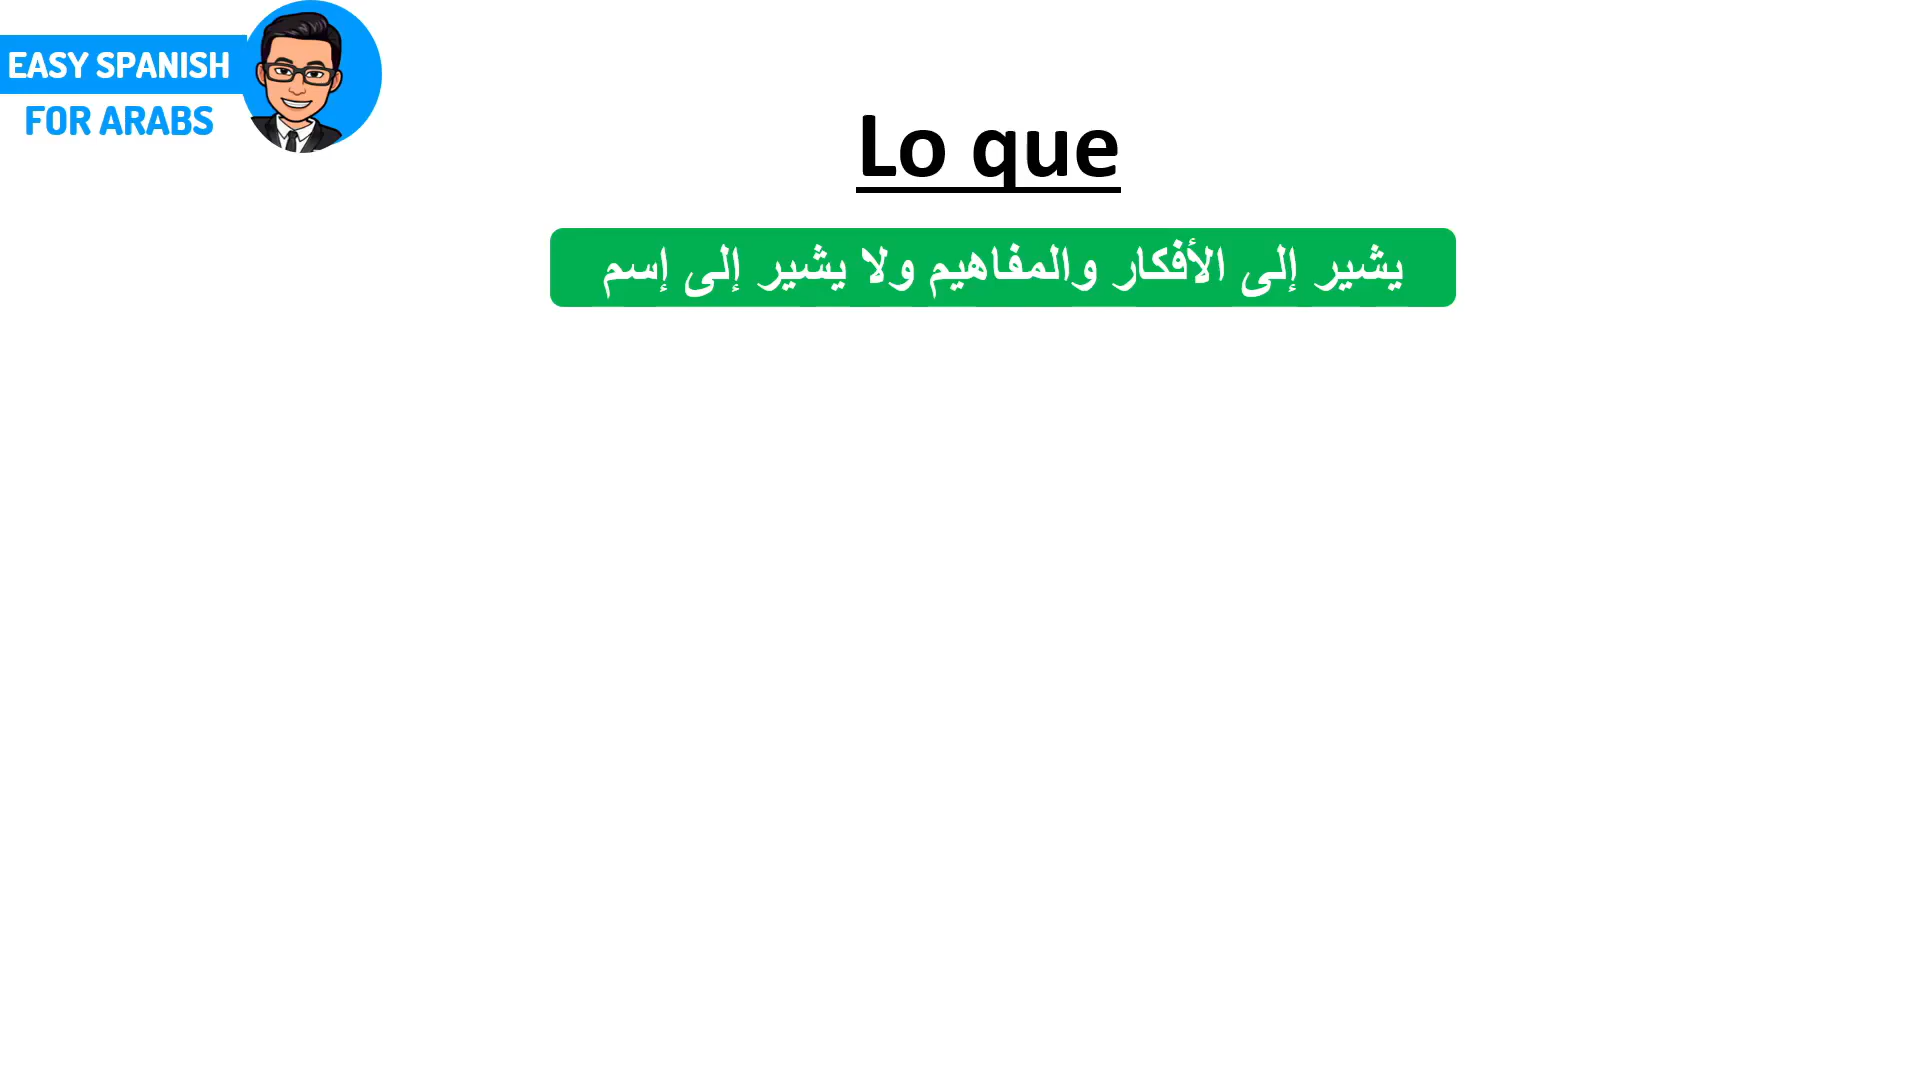 EASY SPANISH
FOR ARABS
Lo que
يشير إلى الأفكار والمفاهيم ولا يشير إلى إسم